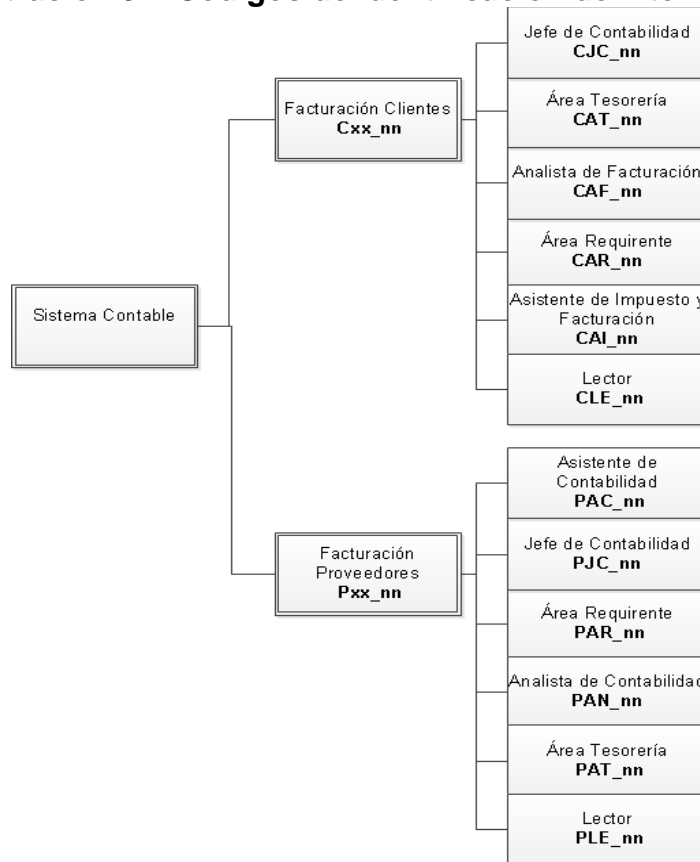 Jefe de Contabilidad
CJC_nn
Facturación Clientes
Cxx_nn
Área Tesorería
CAT_nn
Analista de Facturación
CAF_nn
Área Requirente
CAR_nn
Sistema Contable
Asistente de Impuesto y
Facturación
CAI_nn
Lector
CLE_nn
Asistente de
Contabilidad
PAC_nn
Facturación
Proveedores
Pxx_nn
Jefe de Contabilidad
PJC_nn
Área Requirente
PAR_nn
Analista de Contabilidad
PAN_nn
Área Tesorería
PAT_nn
Lector
PLE_nn